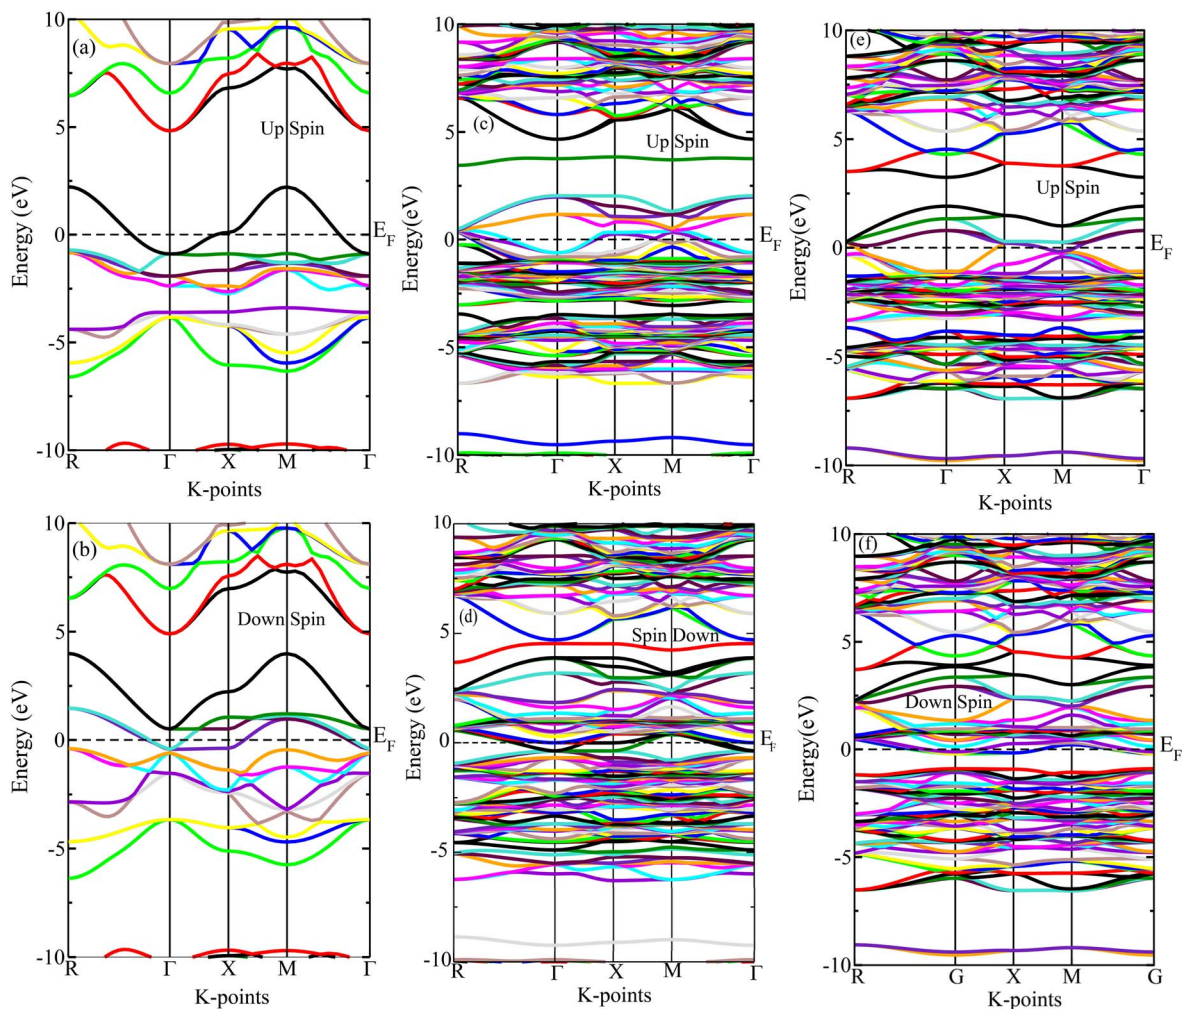 10
(a)
Up Spin
5
Energy (eV)
0
E_F
-5
-10
R Γ X M Γ
K-points
10
(c)
Up Spin
5
Energy(eV)
0
E_F
-5
-10
R Γ X M Γ
K-points
10
(e)
Up Spin
5
Energy(eV)
0
E_F
-5
-10
R Γ X M Γ
K-points
10
(b)
Down Spin
5
Energy (eV)
0
E_F
-5
-10
R Γ X M Γ
K-points
10
(d)
Spin Down
5
Energy (eV)
0
E_F
-5
-10
R Γ X M Γ
K-points
10
(f)
Down Spin
5
Energy(eV)
0
E_F
-5
-10
R G X M G
K-points